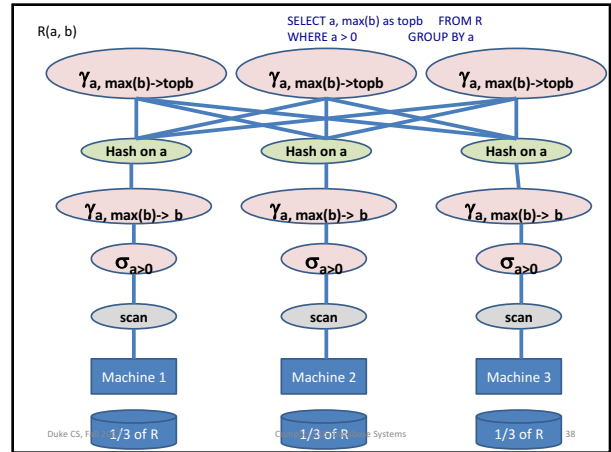 R(a, b)
SELECT a, max(b) as topb FROM R
WHERE a > 0 GROUP BY a
γa, max(b)->topb
γa, max(b)->topb
γa, max(b)->topb
Hash on a
Hash on a
Hash on a
γa, max(b)-> b
γa, max(b)-> b
γa, max(b)-> b
σa>0
σa>0
σa>0
scan
scan
scan
Machine 1
Machine 2
Machine 3
1/3 of R
1/3 of R
1/3 of R
Duke CS,
Systems
38